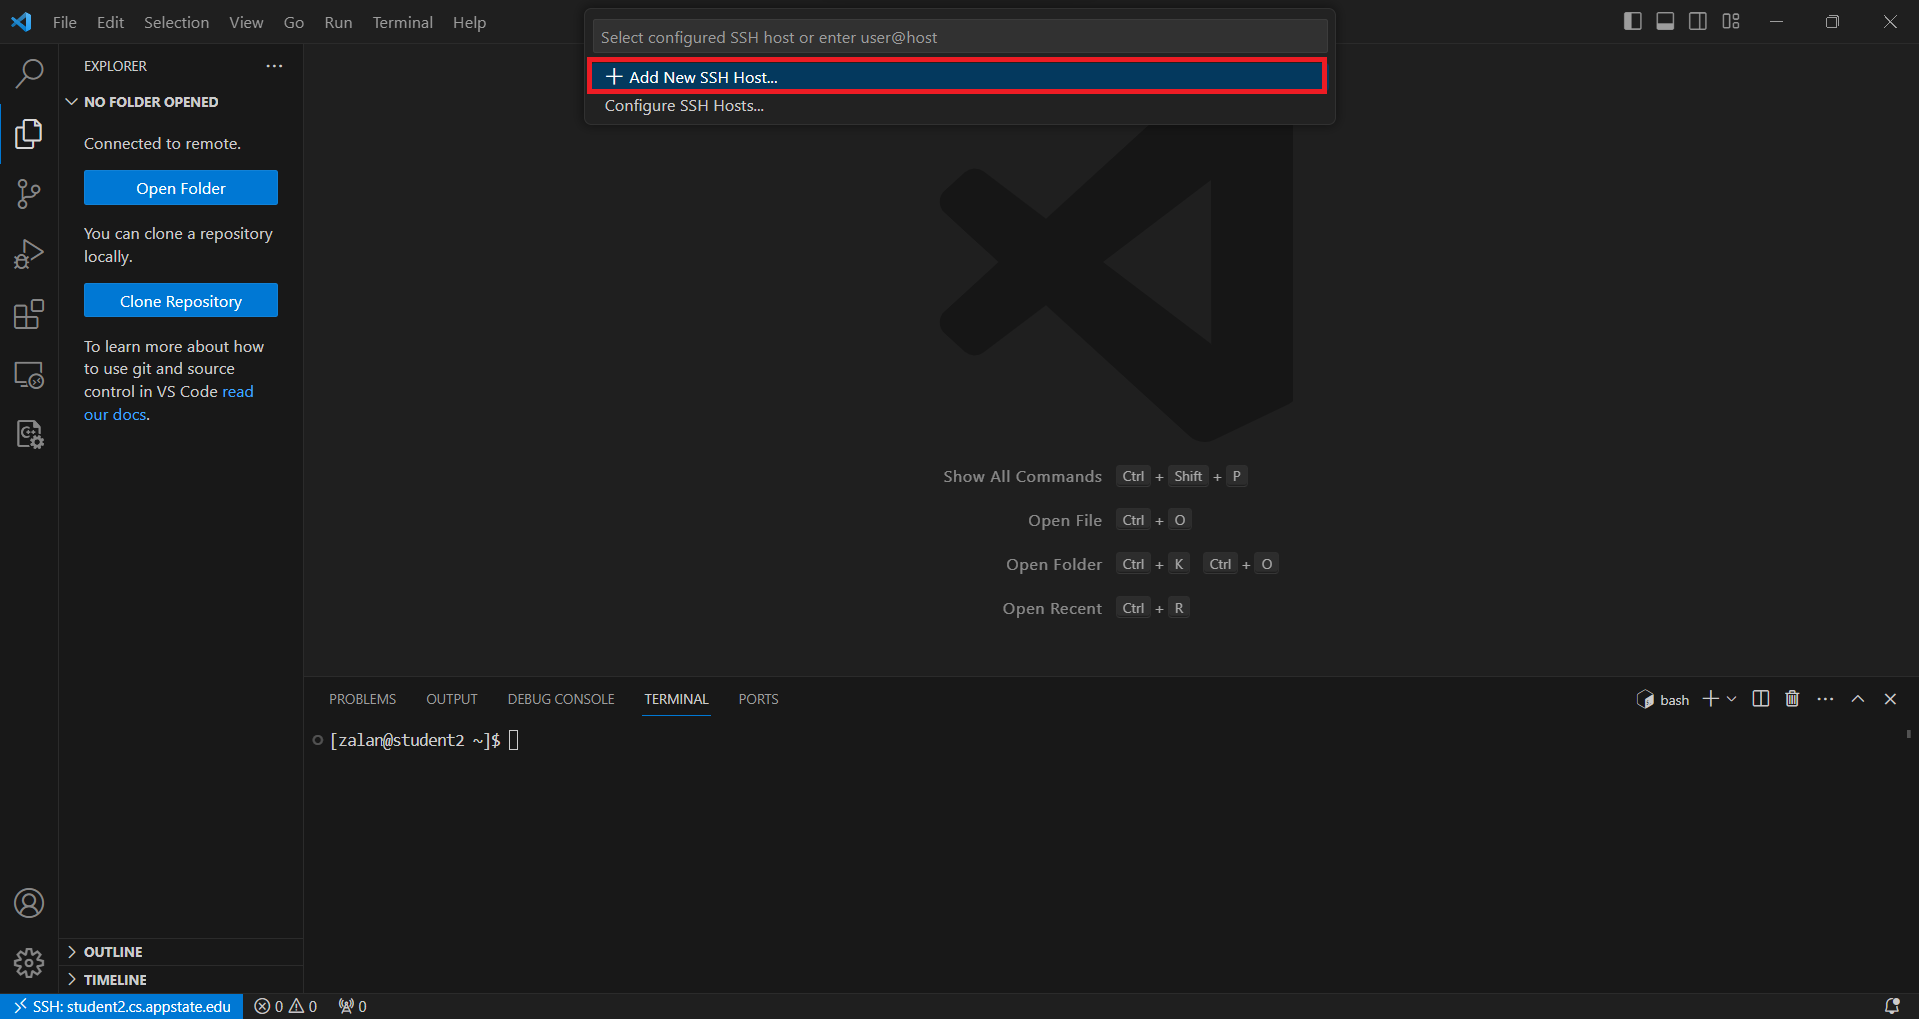 File Edit Selection View Go Run Terminal Help
Select configured SSH host or enter user@host
Add New SSH Host...
Configure SSH Hosts...
EXPLORER
NO FOLDER OPENED
Connected to remote.
Open Folder
You can clone a repository
locally.
Clone Repository
To learn more about how
to use git and source
control in VS Code read
our docs.
Show All Commands Ctrl + Shift + P
Open File Ctrl + O
Open Folder Ctrl + K Ctrl + O
Open Recent Ctrl + R
PROBLEMS OUTPUT DEBUG CONSOLE TERMINAL PORTS bash
[zalan@student2 ~]$
OUTLINE
TIMELINE
SSH: student2.cs.appstate.edu 0 0 0